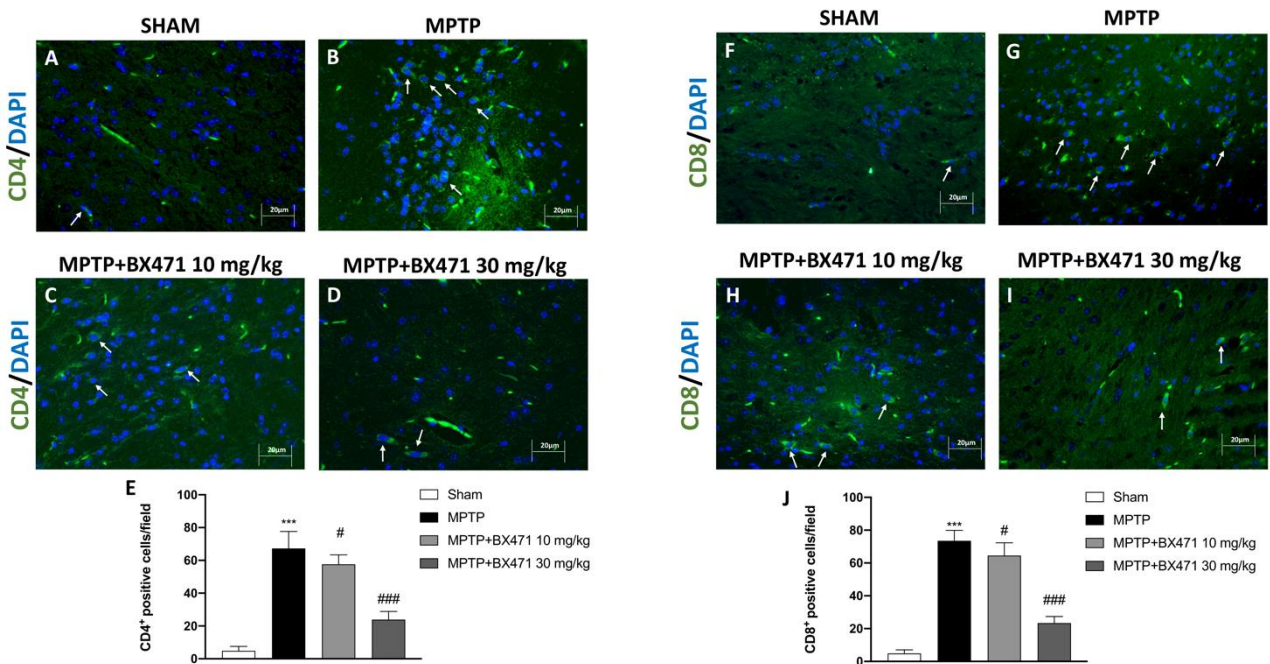 SHAM
MPTP
CD4/DAPI
A
B
20µm
20µm
MPTP+BX471 10 mg/kg
MPTP+BX471 30 mg/kg
CD4/DAPI
C
D
20µm
20µm
E
CD4+ positive cells/field
100
80
60
40
20
0
***
#
###
Sham
MPTP
MPTP+BX471 10 mg/kg
MPTP+BX471 30 mg/kg
SHAM
MPTP
CD8/DAPI
F
G
20µm
20µm
MPTP+BX471 10 mg/kg
MPTP+BX471 30 mg/kg
CD8/DAPI
H
I
20µm
20µm
J
CD8+ positive cells/field
100
80
60
40
20
0
***
#
###
Sham
MPTP
MPTP+BX471 10 mg/kg
MPTP+BX471 30 mg/kg